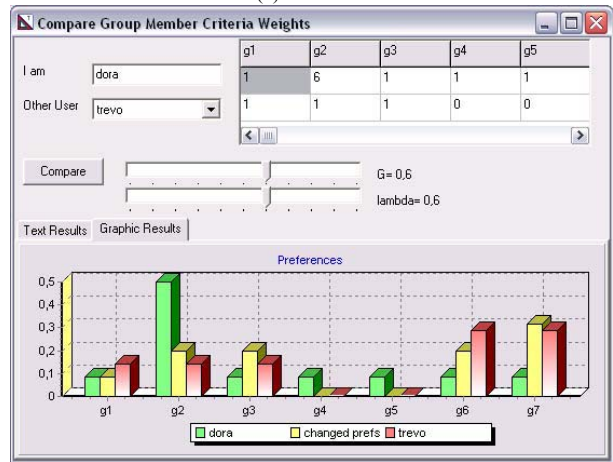 Compare Group Member Criteria Weights
g1 g2 g3 g4 g5
I am dora
1 6 1 1 1
Other User trevo
1 1 1 0 0
Compare
G= 0,6
lambda= 0,6
Text Results Graphic Results
Preferences
0,5
0,4
0,3
0,2
0,1
0
g1 g2 g3 g4 g5 g6 g7
dora changed prefs trevo